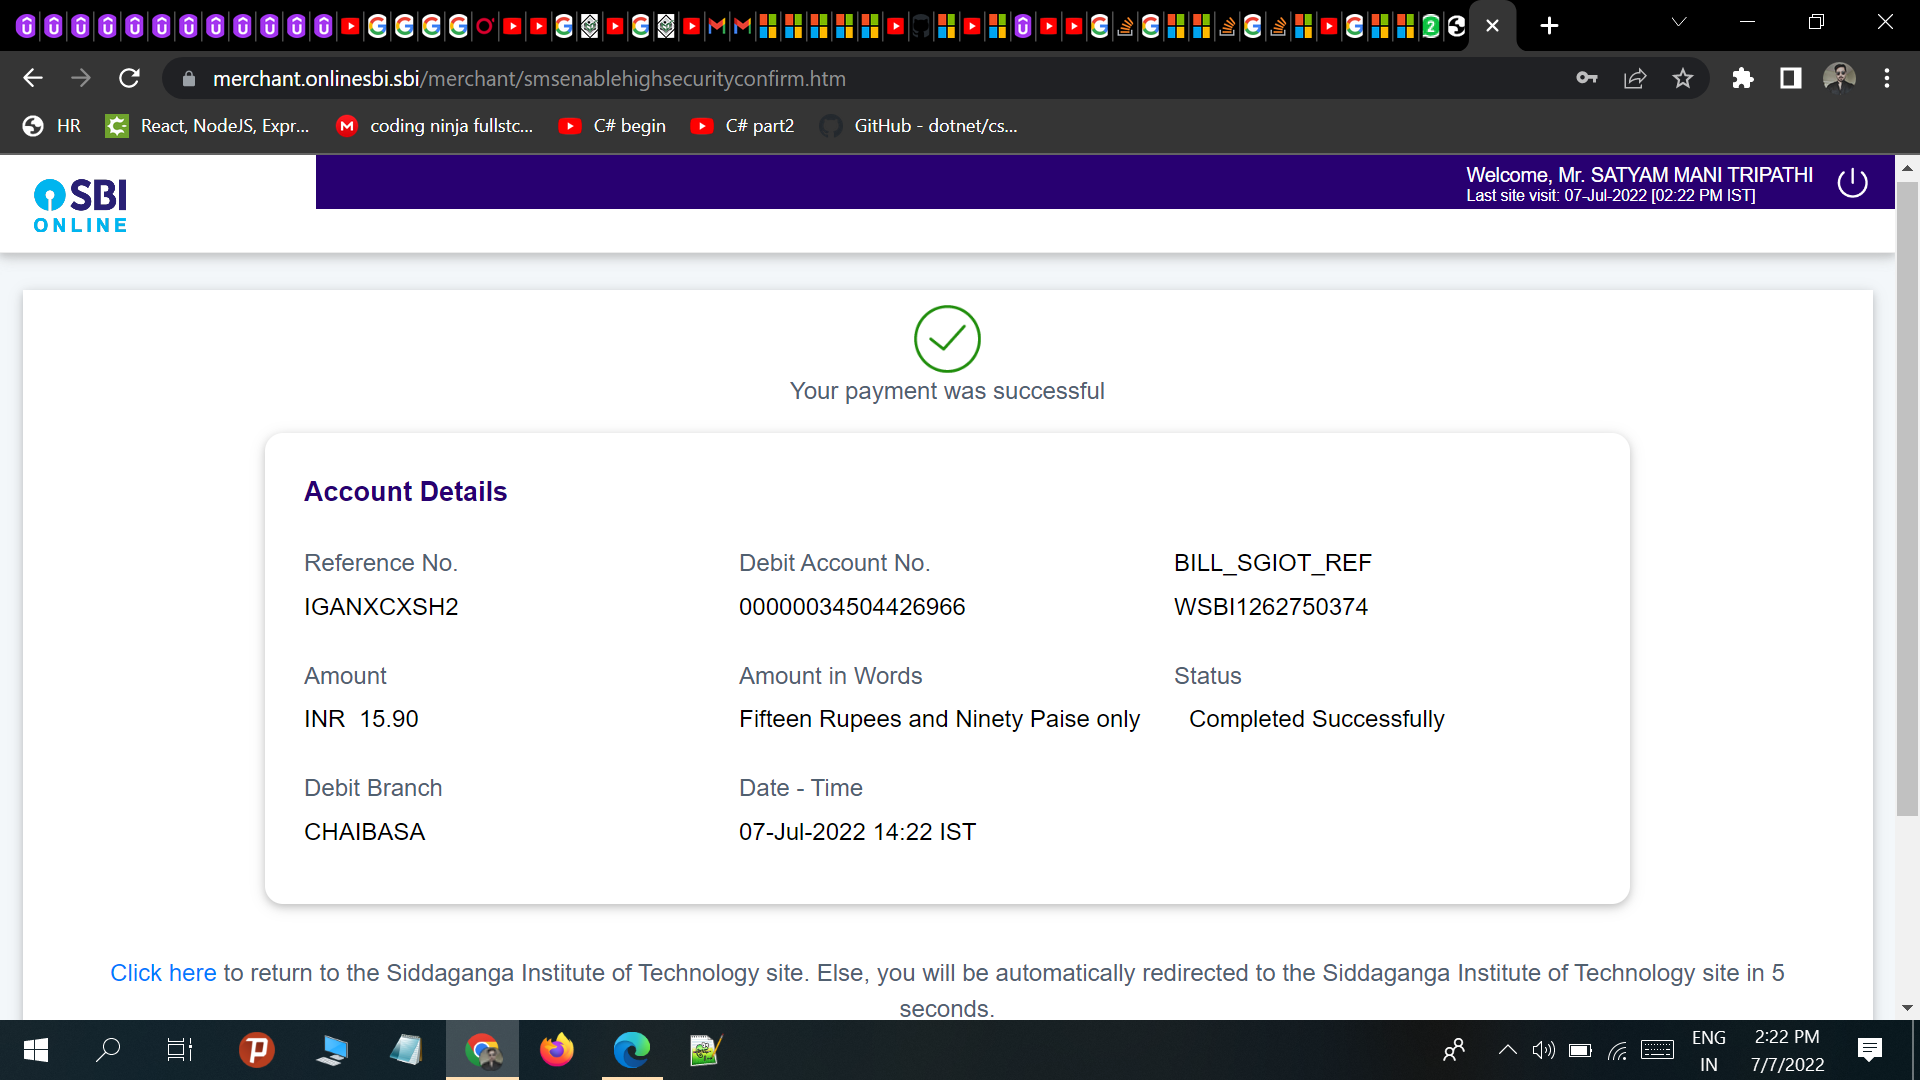 merchant.onlinesbi.sbi/merchant/smsenablehighsecurityconfirm.htm
HR React, NodeJS, Expr... coding ninja fullstc... C# begin C# part2 GitHub - dotnet/cs...
SBI
ONLINE
Welcome, Mr. SATYAM MANI TRIPATHI
Last site visit: 07-Jul-2022 [02:22 PM IST]
Your payment was successful
Account Details
Reference No. Debit Account No. BILL_SGIOT_REF
IGANXCXSH2 00000034504426966 WSBI1262750374
Amount Amount in Words Status
INR 15.90 Fifteen Rupees and Ninety Paise only Completed Successfully
Debit Branch Date - Time
CHAIBASA 07-Jul-2022 14:22 IST
Click here to return to the Siddaganga Institute of Technology site. Else, you will be automatically redirected to the Siddaganga Institute of Technology site in 5
seconds.
ENG 2:22 PM
IN 7/7/2022